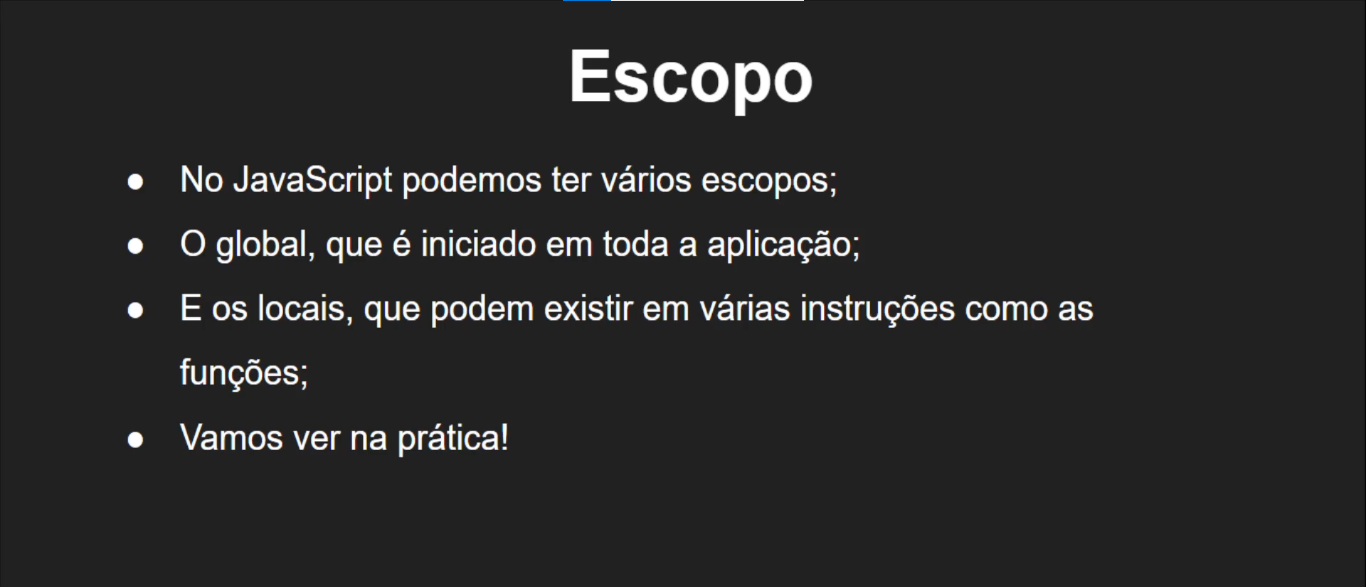 Escopo
● No JavaScript podemos ter vários escopos;
● O global, que é iniciado em toda a aplicação;
● E os locais, que podem existir em várias instruções como as
funções;
● Vamos ver na prática!